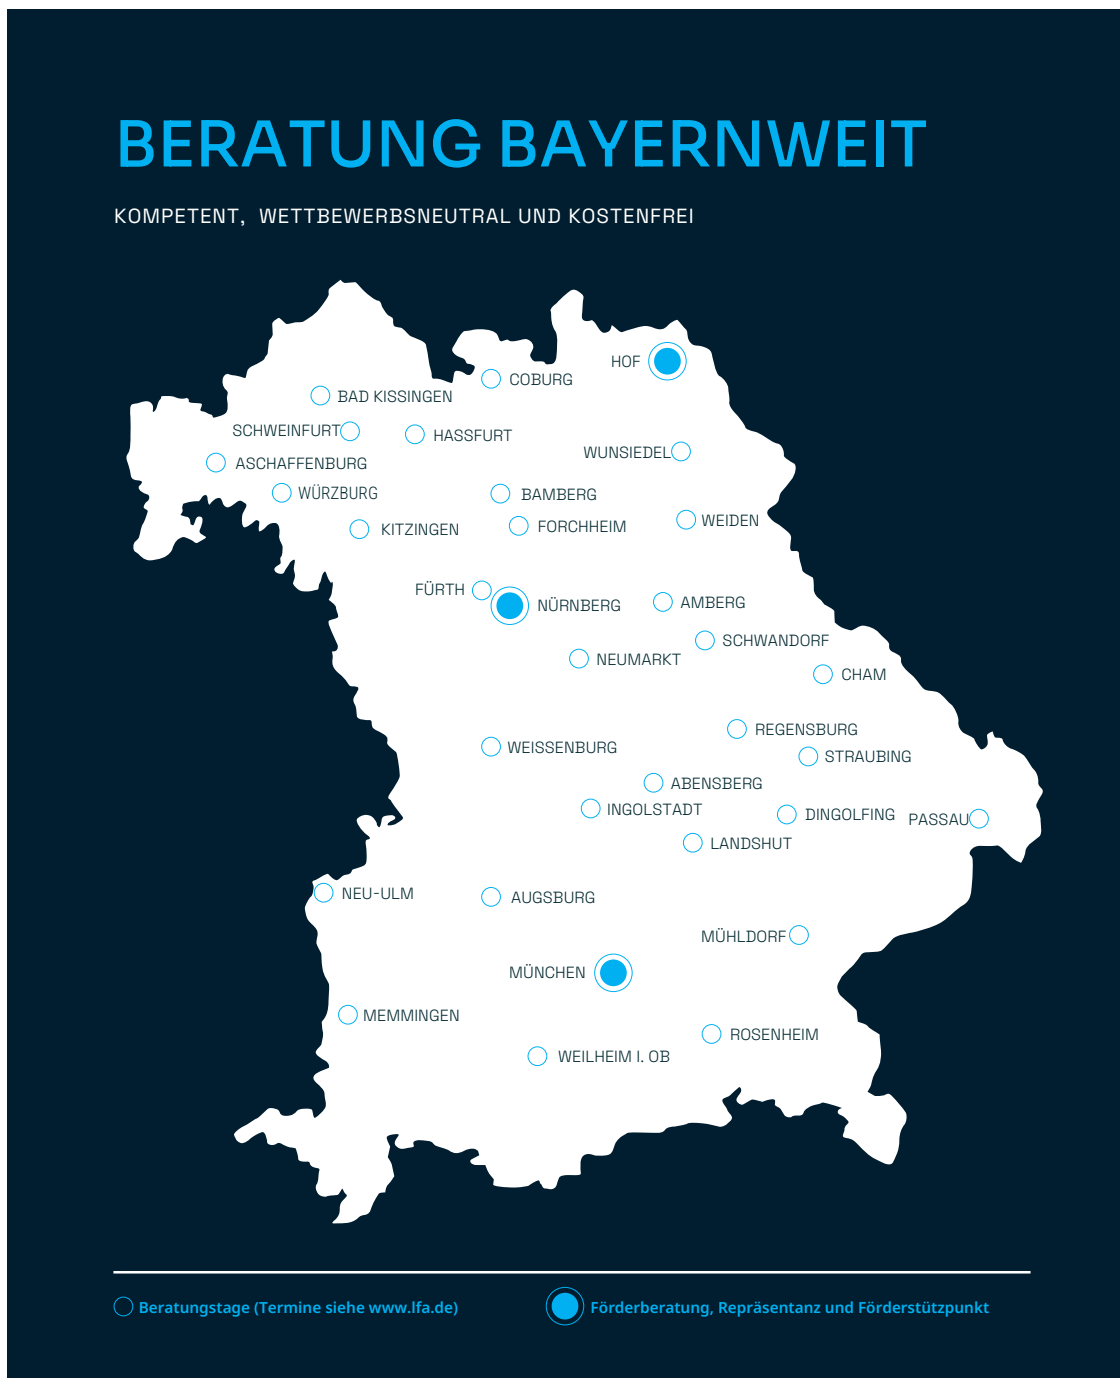 BERATUNG BAYERNWEIT
KOMPETENT, WETTBEWERBSNEUTRAL UND KOSTENFREI
HOF
COBURG
BAD KISSINGEN
SCHWEINFURT
HASSFURT
WUNSIEDEL
ASCHAFFENBURG
WÜRZBURG
BAMBERG
WEIDEN
KITZINGEN
FORCHHEIM
FÜRTH
NÜRNBERG
AMBERG
SCHWANDORF
NEUMARKT
CHAM
REGENSBURG
WEISSENBURG
STRAUBING
ABENSBERG
INGOLSTADT
DINGOLFING
PASSAU
LANDSHUT
NEU-ULM
AUGSBURG
MÜHLDORF
MÜNCHEN
MEMMINGEN
ROSENHEIM
WEILHEIM I. OB
Beratungstage (Termine siehe www.lfa.de)
Förderberatung, Repräsentanz und Förderstützpunkt